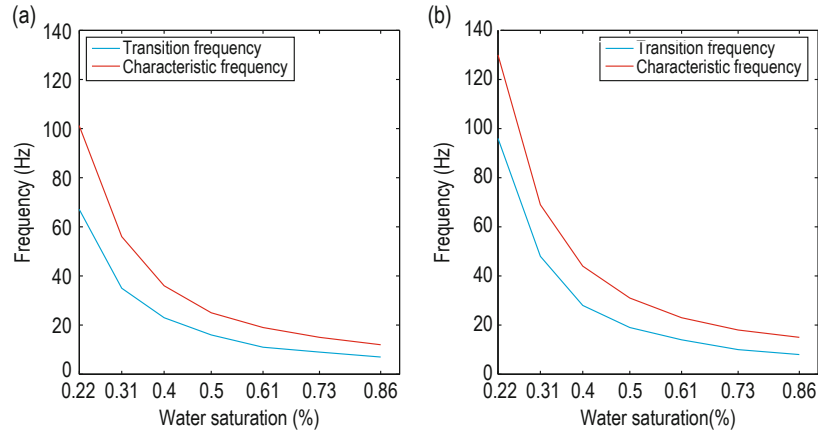 (a)
140
120
100
80
60
40
20
0
Frequency (Hz)
Transition frequency
Characteristic frequency
0.22 0.31 0.4 0.5 0.61 0.73 0.86
Water saturation (%)
(b)
140
120
100
80
60
40
20
0
Frequency (Hz)
Transition frequency
Characteristic frequency
0.22 0.31 0.4 0.5 0.61 0.73 0.86
Water saturation(%)